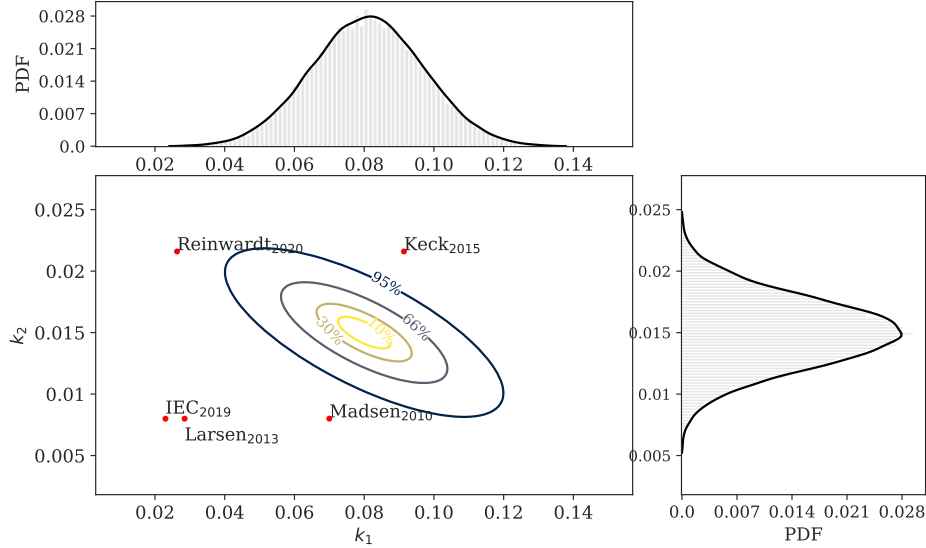 0.028
0.021
0.014
0.007
0.0
PDF
0.02 0.04 0.06 0.08 0.10 0.12 0.14
0.025
0.020
0.015
0.010
0.005
k₂
Reinwardt₂₀₂₀
Keck₂₀₁₅
95%
66%
30%
10%
IEC₂₀₁₉
Larsen₂₀₁₃
Madsen₂₀₁₀
0.02 0.04 0.06 0.08 0.10 0.12 0.14
k₁
0.025
0.020
0.015
0.010
0.005
0.0 0.007 0.014 0.021 0.028
PDF